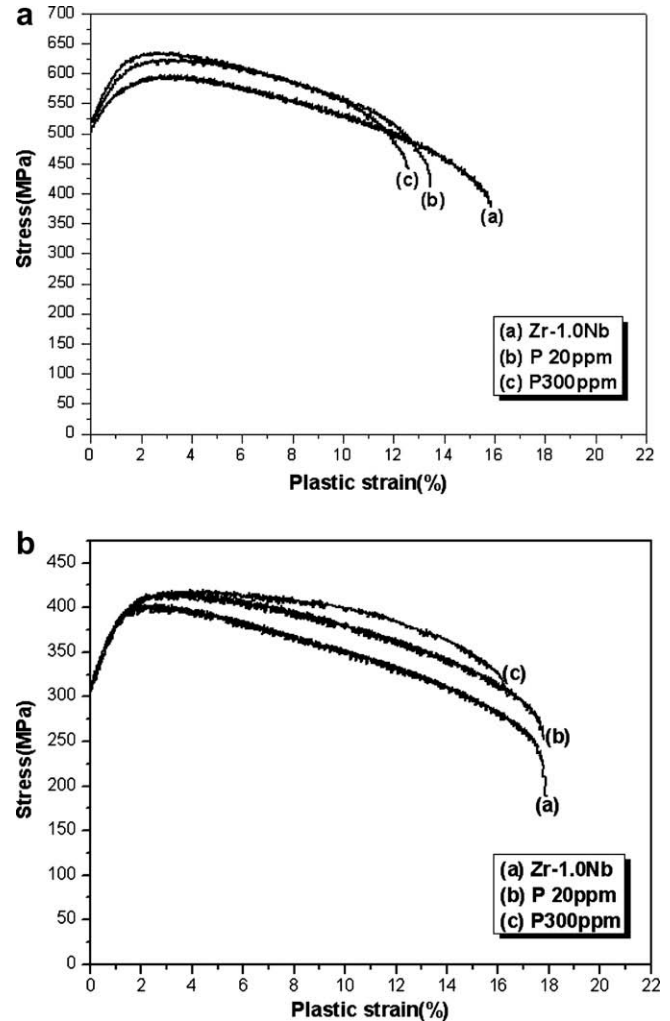 a
700
650
600
550
500
450
400
350
300
250
200
150
100
50
0
Stress(MPa)
(c)
(b)
(a)
(a) Zr-1.0Nb
(b) P 20ppm
(c) P300ppm
0 2 4 6 8 10 12 14 16 18 20 22
Plastic strain(%)
b
450
400
350
300
250
200
150
100
50
0
Stress(MPa)
(c)
(b)
(a)
(a) Zr-1.0Nb
(b) P 20ppm
(c) P300ppm
0 2 4 6 8 10 12 14 16 18 20 22
Plastic strain(%)